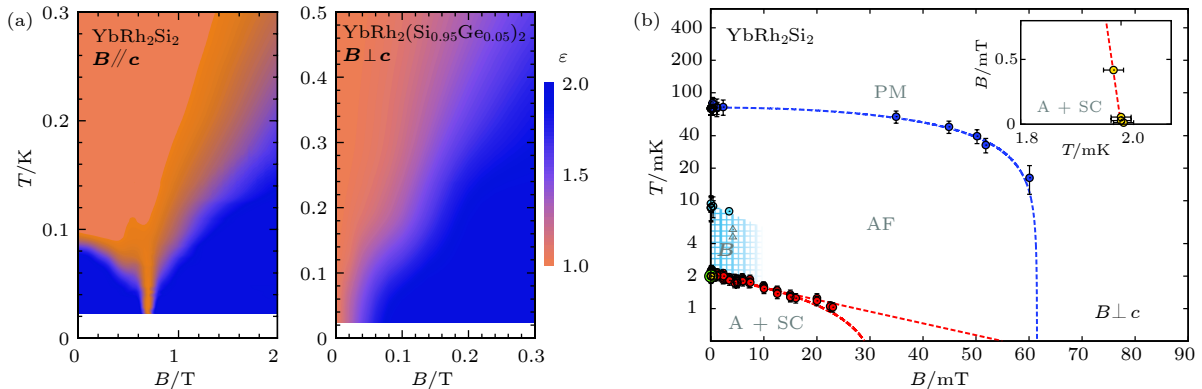 (a)
YbRh₂Si₂
B//c
0.3
0.2
0.1
0
T/K
0
1
2
B/T
YbRh₂(Si₀.₉₅Ge₀.₀₅)₂
B⊥c
0.5
0.4
0.3
0.2
0.1
0
0
0.1
0.2
0.3
B/T
ε
2.0
1.5
1.0
(b)
YbRh₂Si₂
400
200
100
40
20
10
4
2
1
T/mK
PM
AF
B
A + SC
B⊥c
0
10
20
30
40
50
60
70
80
90
B/mT
0.5
0
B/mT
A + SC
1.8
2.0
T/mK